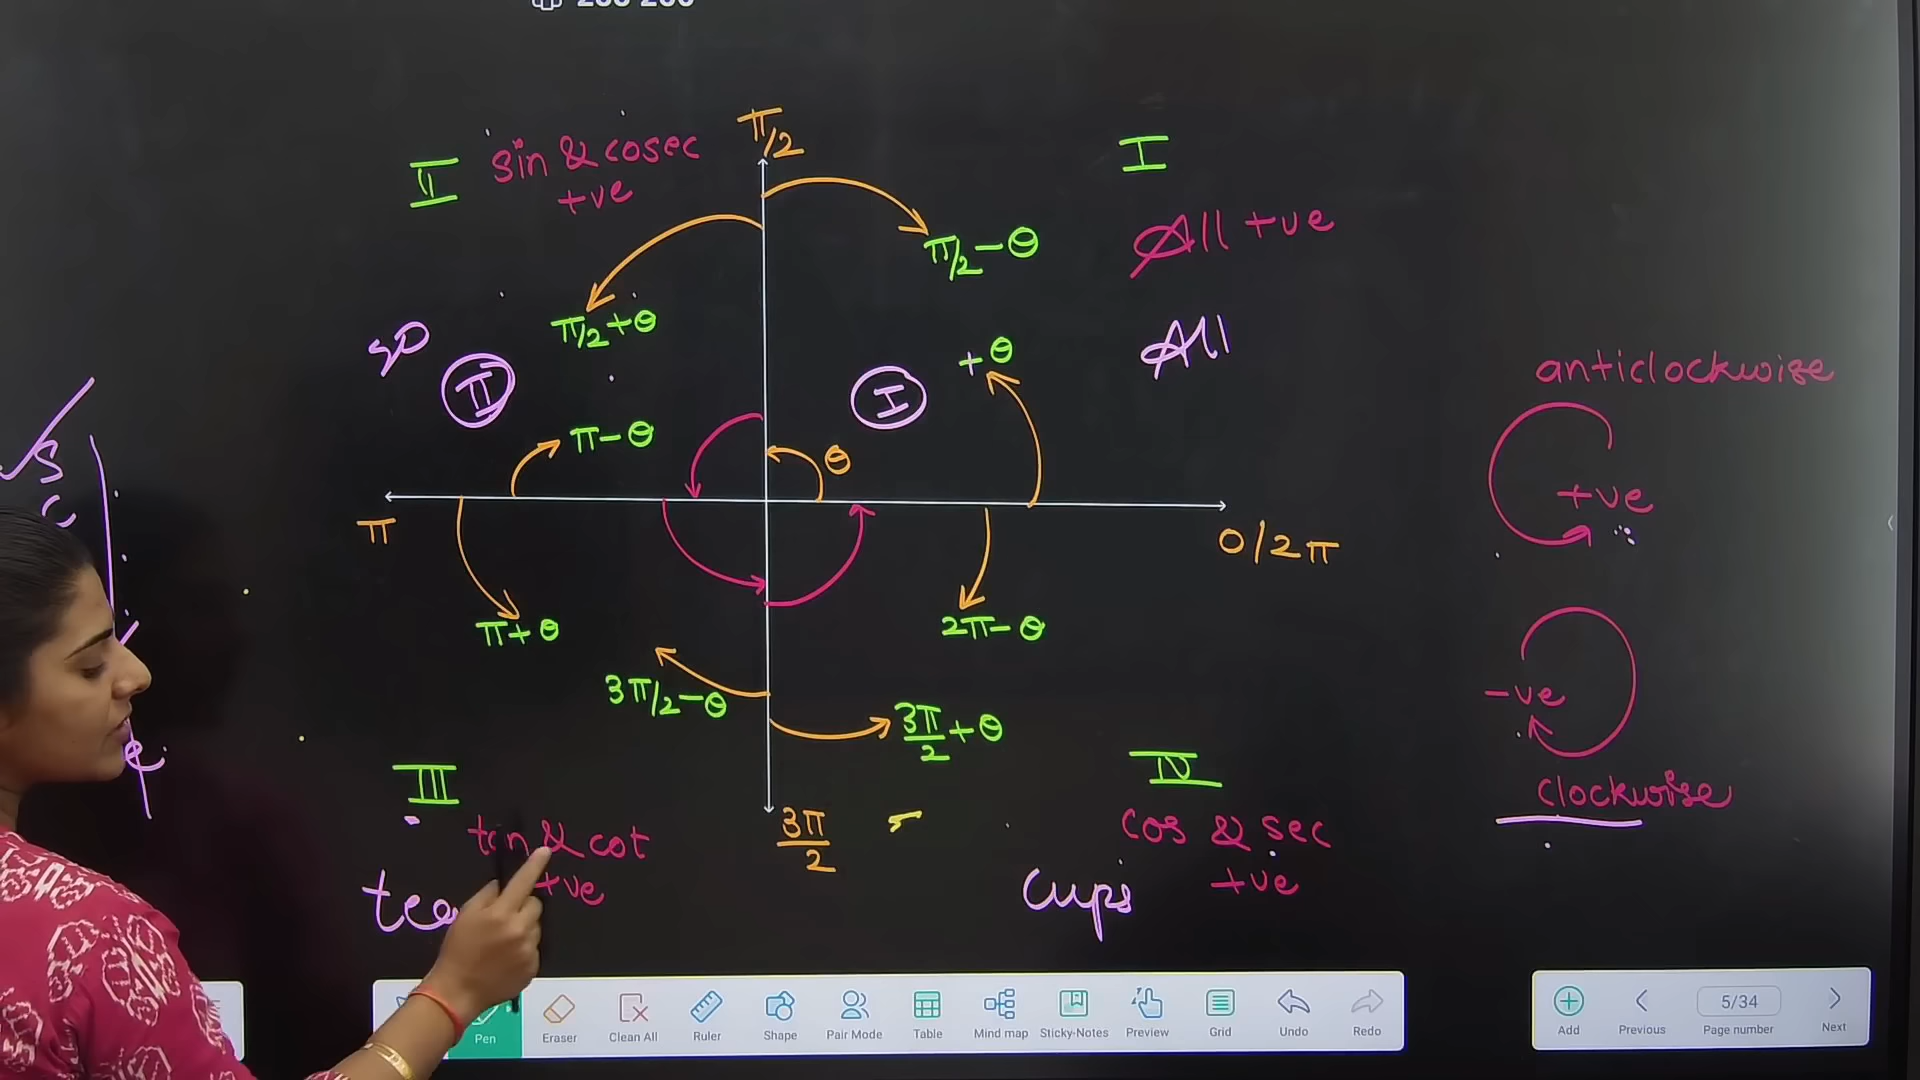 π/2
II sin & cosec
+ve
I
All +ve
π/2-θ
π/2+θ
II
I
+θ
All
anticlockwise
+ve
π-θ
θ
S
C
π
0/2π
π+θ
2π-θ
3π/2-θ
3π/2+θ
-ve
clockwise
III
tan & cot
+ve
3π/2
IV
cos & sec
+ve
cups
Pen
Eraser
Clean All
Ruler
Shape
Pair Mode
Table
Mind map
Sticky-Notes
Preview
Grid
Undo
Redo
Add
Previous
5/34
Page number
Next